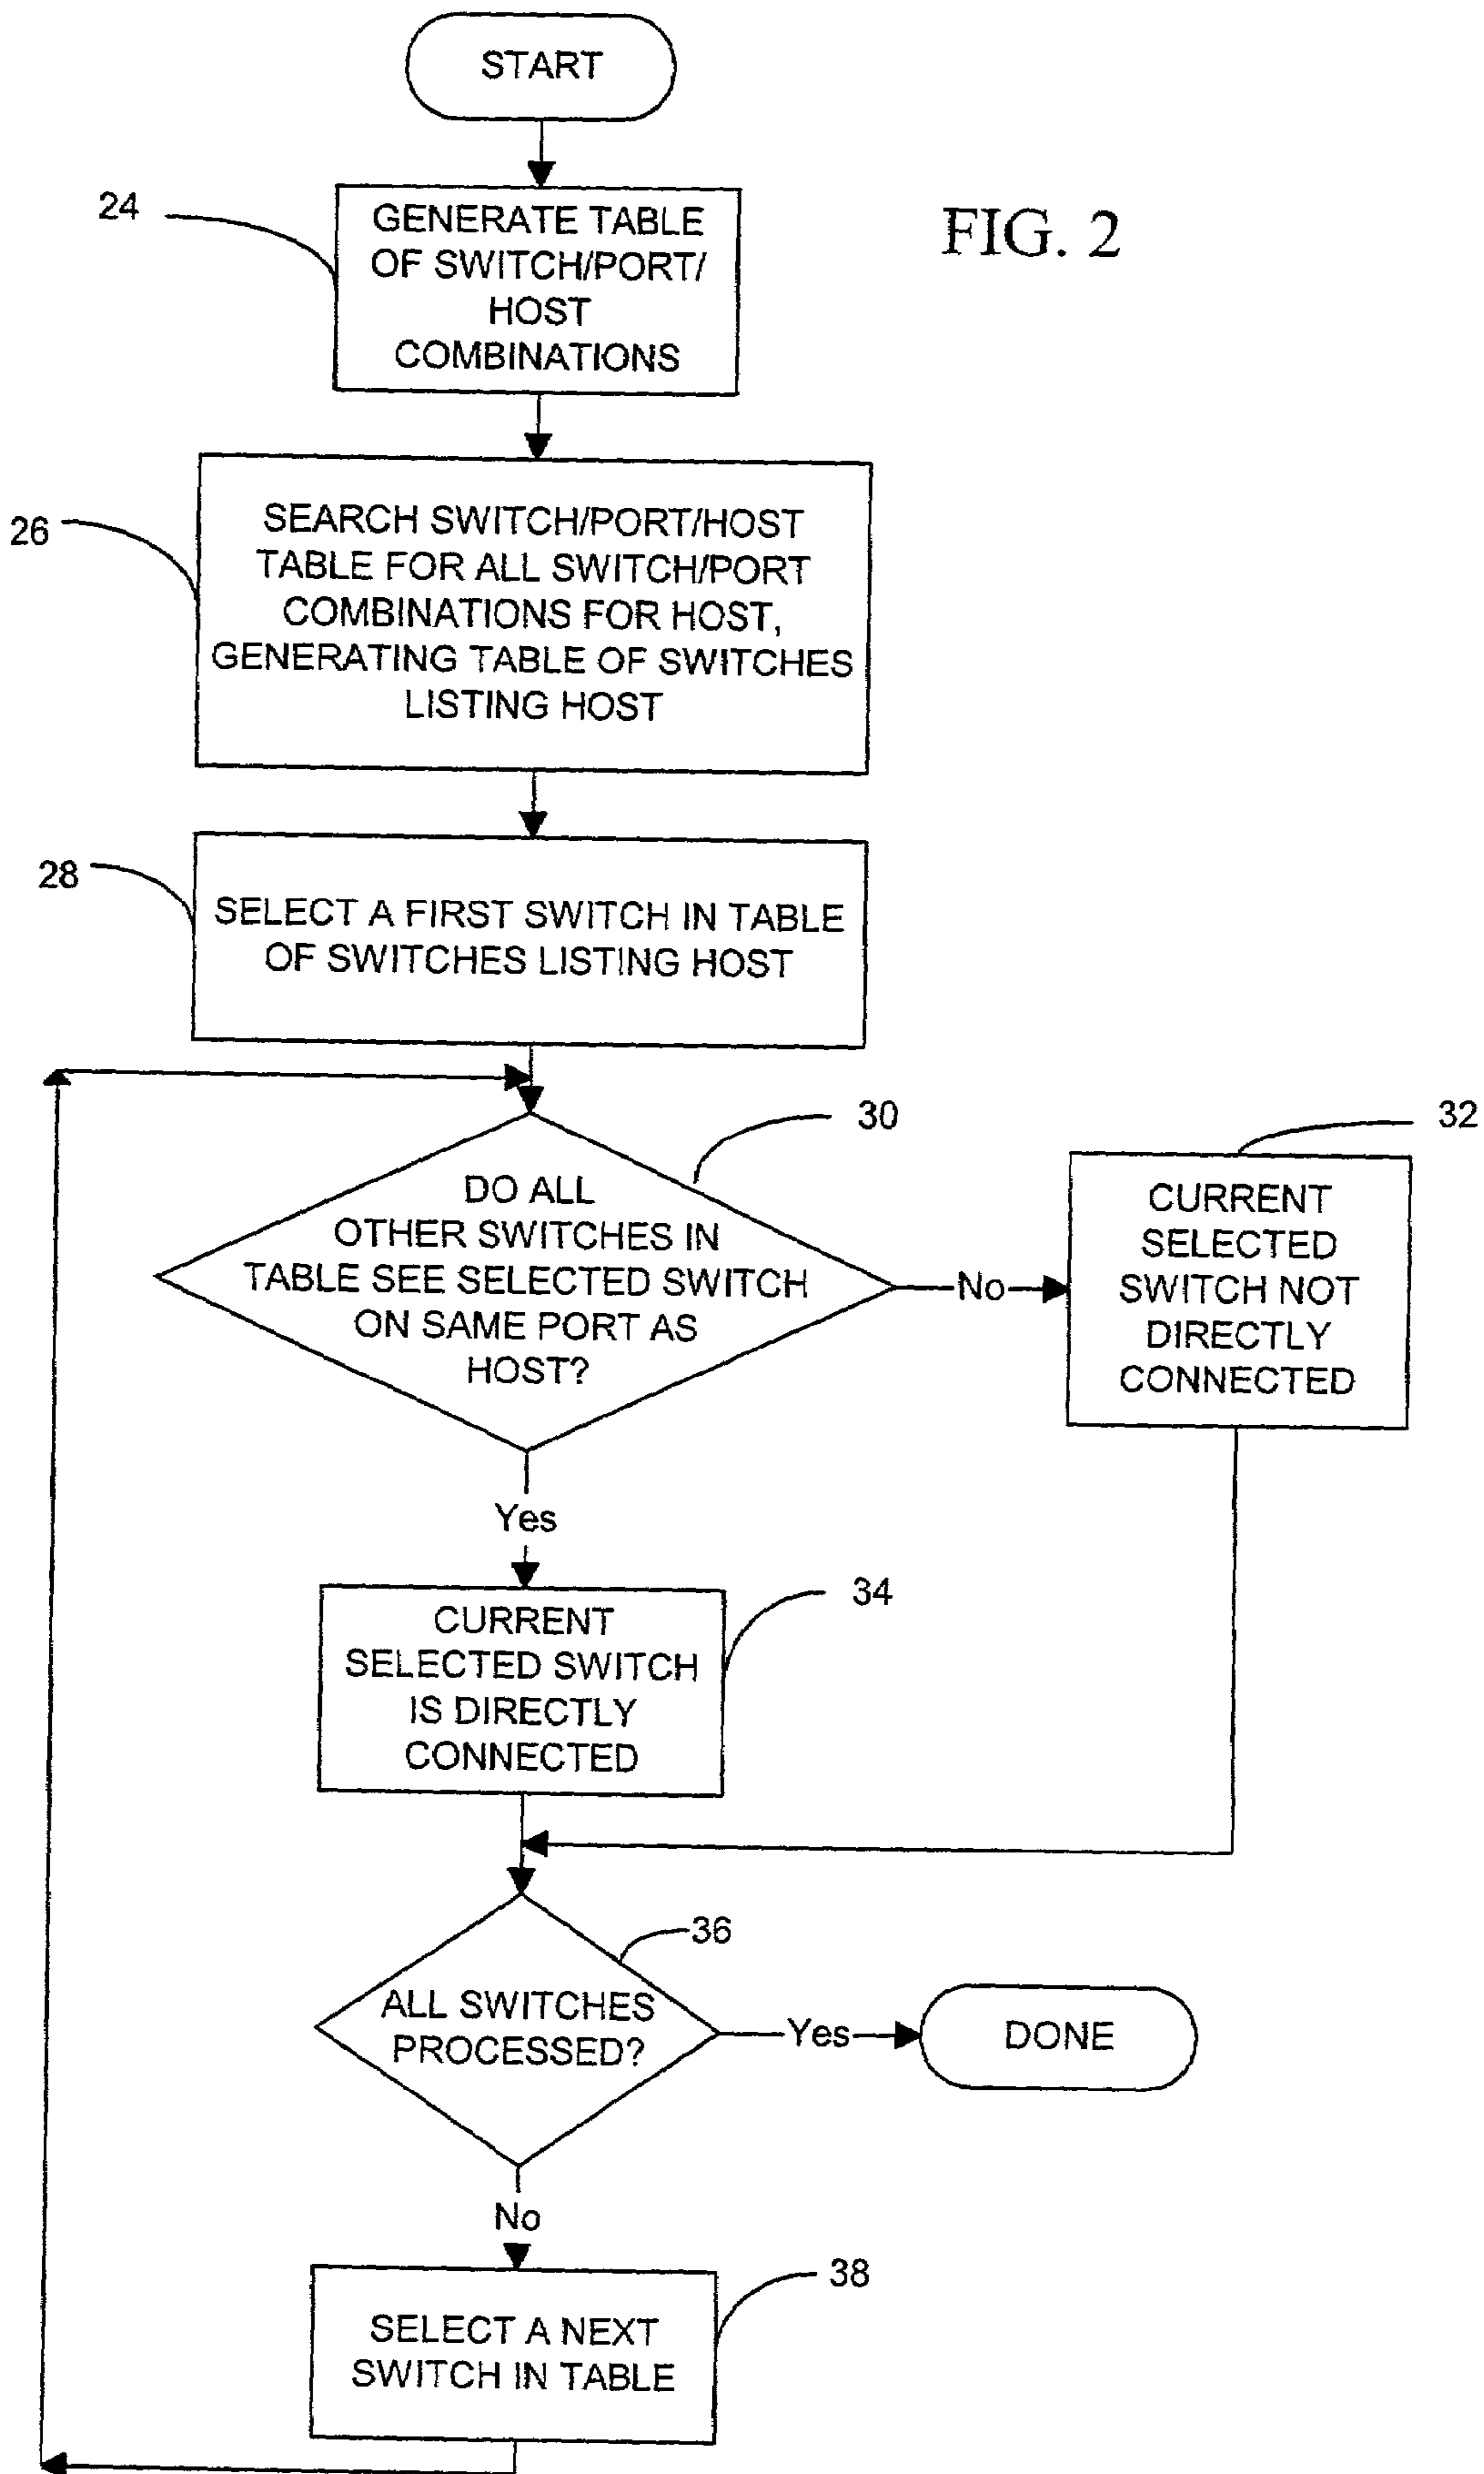 START
24
GENERATE TABLE
OF SWITCH/PORT/
HOST
COMBINATIONS
FIG. 2
26
SEARCH SWITCH/PORT/HOST
TABLE FOR ALL SWITCH/PORT
COMBINATIONS FOR HOST,
GENERATING TABLE OF SWITCHES
LISTING HOST
28
SELECT A FIRST SWITCH IN TABLE
OF SWITCHES LISTING HOST
30
DO ALL
OTHER SWITCHES IN
TABLE SEE SELECTED SWITCH
ON SAME PORT AS
HOST?
No
32
CURRENT
SELECTED
SWITCH NOT
DIRECTLY
CONNECTED
Yes
34
CURRENT
SELECTED SWITCH
IS DIRECTLY
CONNECTED
36
ALL SWITCHES
PROCESSED?
Yes
DONE
No
38
SELECT A NEXT
SWITCH IN TABLE